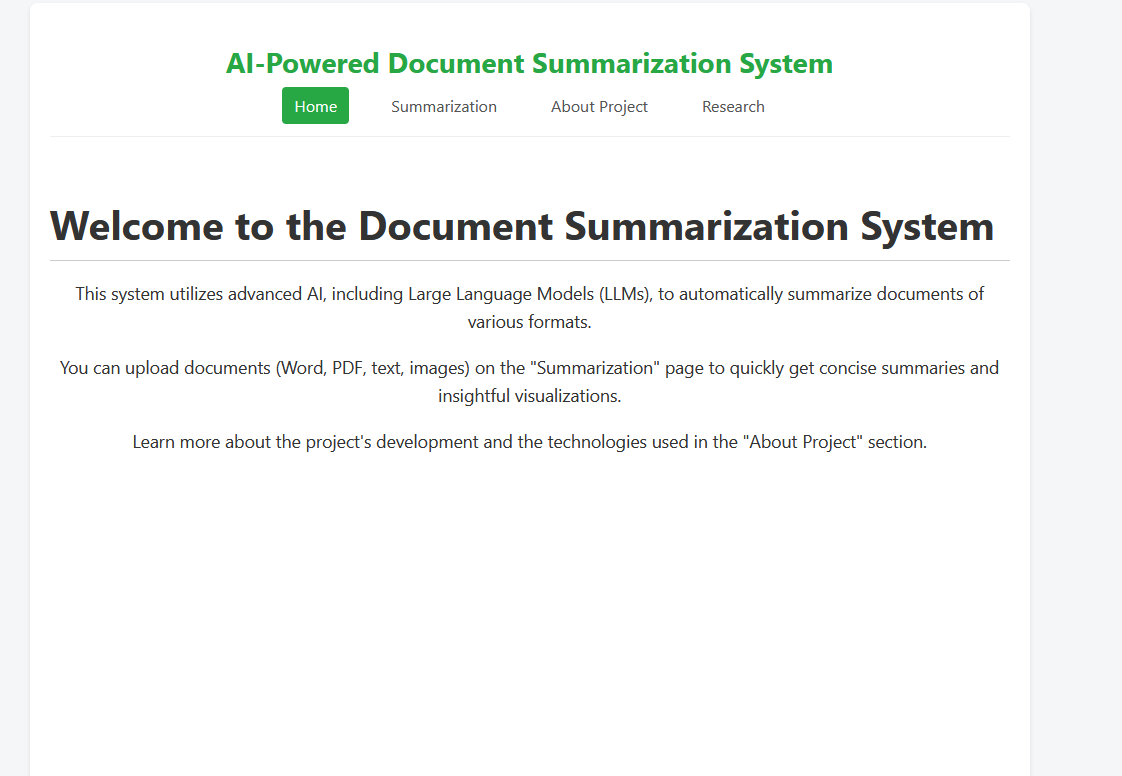 AI-Powered Document Summarization System
Home Summarization About Project Research
Welcome to the Document Summarization System
This system utilizes advanced AI, including Large Language Models (LLMs), to automatically summarize documents of
various formats.
You can upload documents (Word, PDF, text, images) on the "Summarization" page to quickly get concise summaries and
insightful visualizations.
Learn more about the project's development and the technologies used in the "About Project" section.